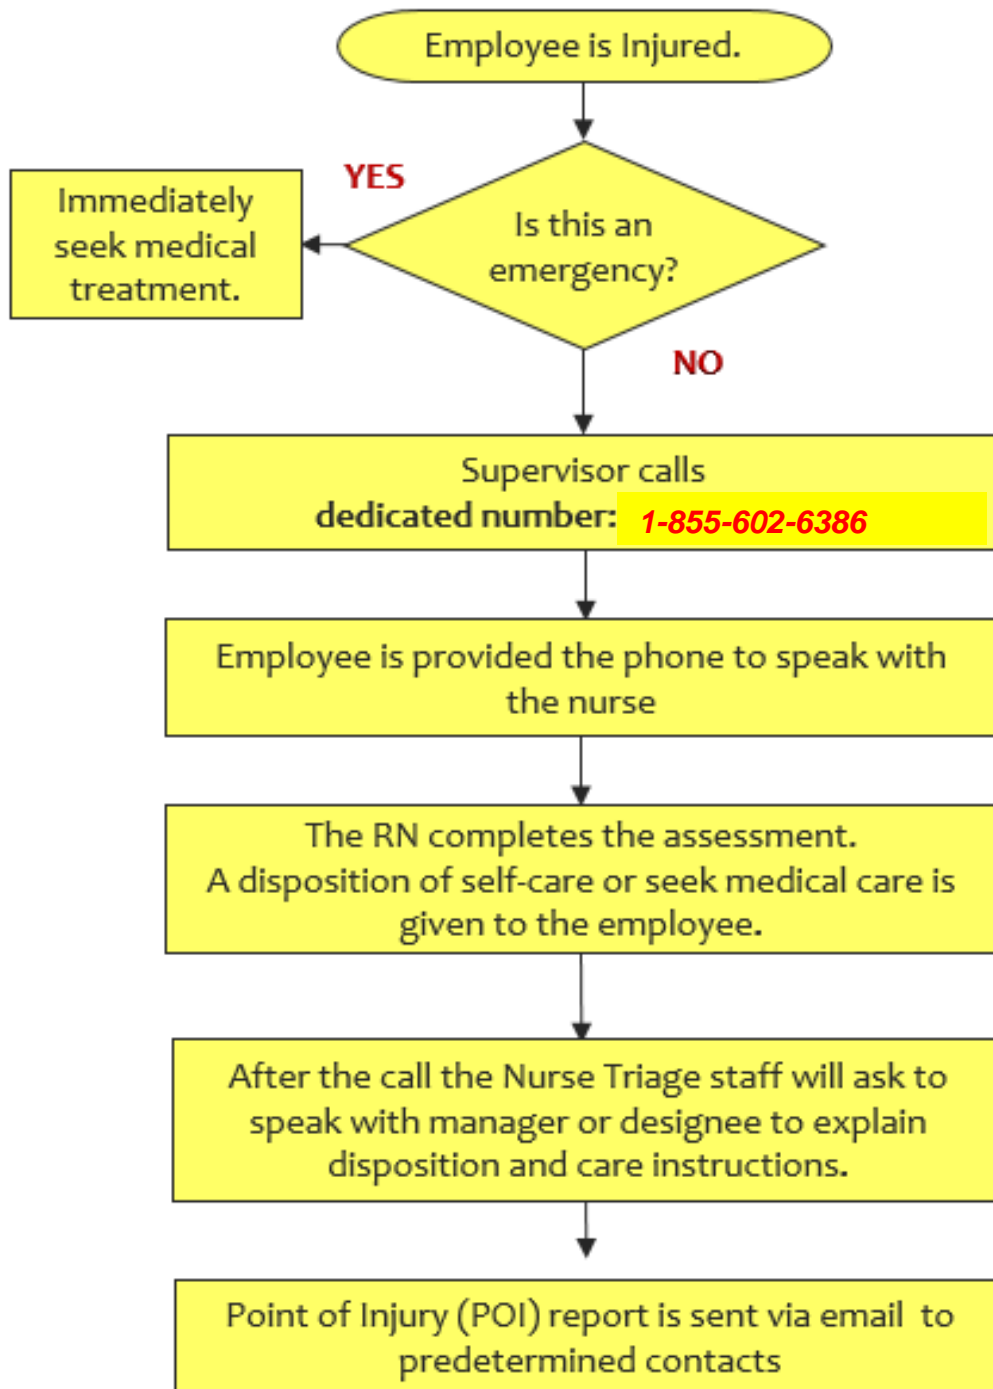 Employee is Injured.
YES
Immediately
seek medical
treatment.
Is this an
emergency?
NO
Supervisor calls
dedicated number: 1-855-602-6386
Employee is provided the phone to speak with
the nurse
The RN completes the assessment.
A disposition of self-care or seek medical care is
given to the employee.
After the call the Nurse Triage staff will ask to
speak with manager or designee to explain
disposition and care instructions.
Point of Injury (POI) report is sent via email to
predetermined contacts